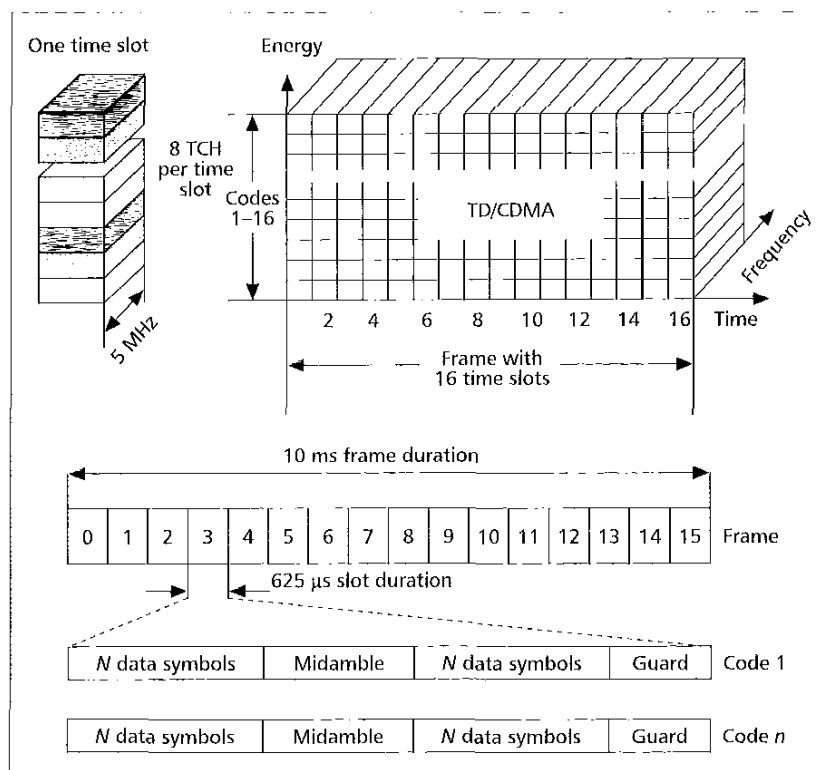 One time slot
Energy
8 TCH
per time
slot
Codes
1–16
TD/CDMA
5 MHz
Frequency
2 4 6 8 10 12 14 16 Time
Frame with
16 time slots
10 ms frame duration
0 1 2 3 4 5 6 7 8 9 10 11 12 13 14 15 Frame
625 µs slot duration
N data symbols Midamble N data symbols Guard Code 1
N data symbols Midamble N data symbols Guard Code n